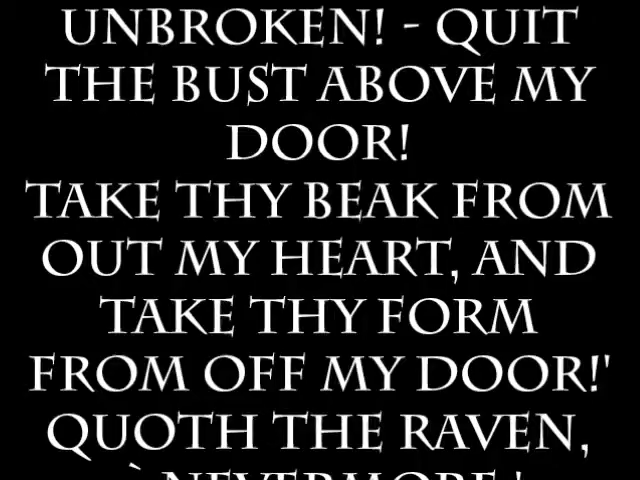 UNBROKEN! - QUIT
THE BUST ABOVE MY
DOOR!
TAKE THY BEAK FROM
OUT MY HEART, AND
TAKE THY FORM
FROM OFF MY DOOR!'
QUOTH THE RAVEN,
`NEVERMORE.'